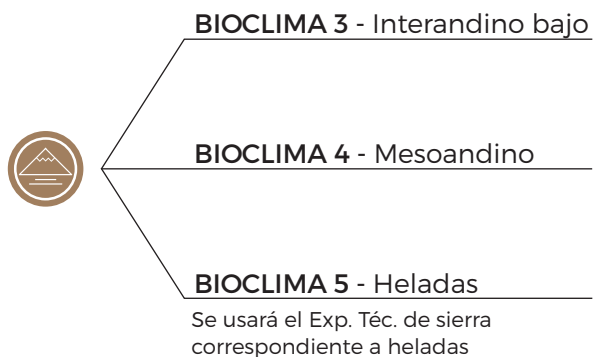 BIOCLIMA 3 - Interandino bajo
BIOCLIMA 4 - Mesoandino
BIOCLIMA 5 - Heladas
Se usará el Exp. Téc. de sierra
correspondiente a heladas